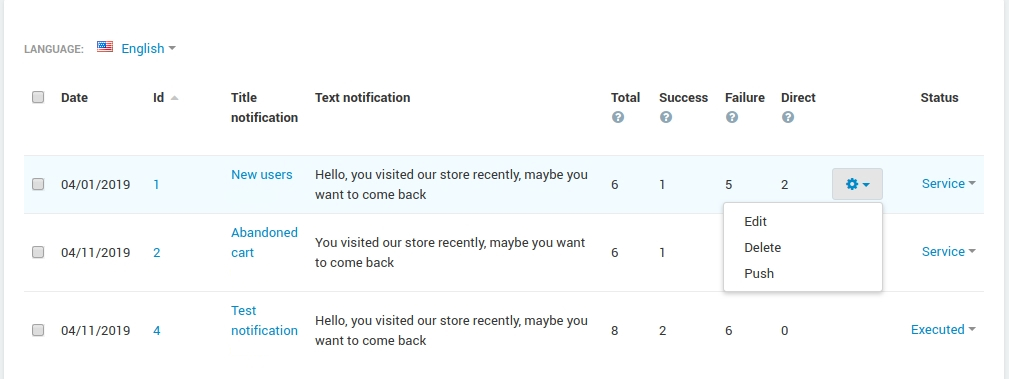 LANGUAGE: English
Date Id Title notification Text notification Total Success Failure Direct Status
? ? ? ?
04/01/2019 1 New users Hello, you visited our store recently, maybe you want to come back 6 1 5 2 Service
Edit
Delete
Push
04/11/2019 2 Abandoned cart You visited our store recently, maybe you want to come back 6 1 Service
04/11/2019 4 Test notification Hello, you visited our store recently, maybe you want to come back 8 2 6 0 Executed